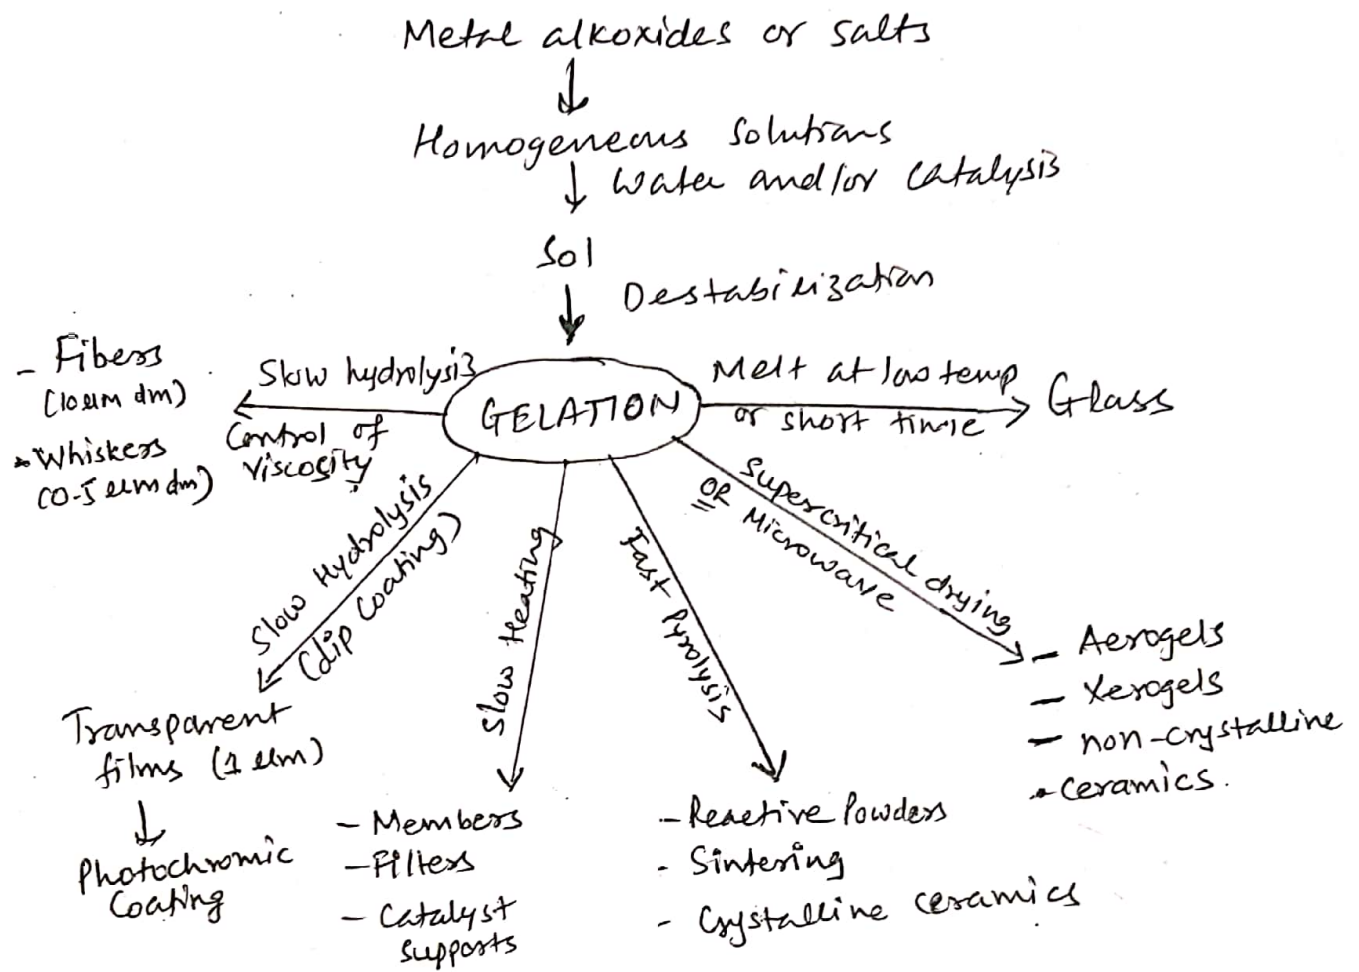 Metal alkoxides or salts
Homogeneous solutions
Water and/or catalysis
Sol
Destabilization
GELATION
Slow hydrolysis
Control of
Viscosity
- Fibers
(10 µm dm)
Whiskers
(0.5 µm dm)
Melt at low temp
or short time
Glass
Slow Hydrolysis
(dip coating)
Transparent
films (1 µm)
Photochromic
Coating
Slow Heating
- Members
- Filters
- Catalyst
supports
Fast Pyrolysis
- Reactive Powders
- Sintering
- Crystalline ceramics
Supercritical drying
OR Microwave
- Aerogels
- Xerogels
- non-crystalline
- Ceramics.